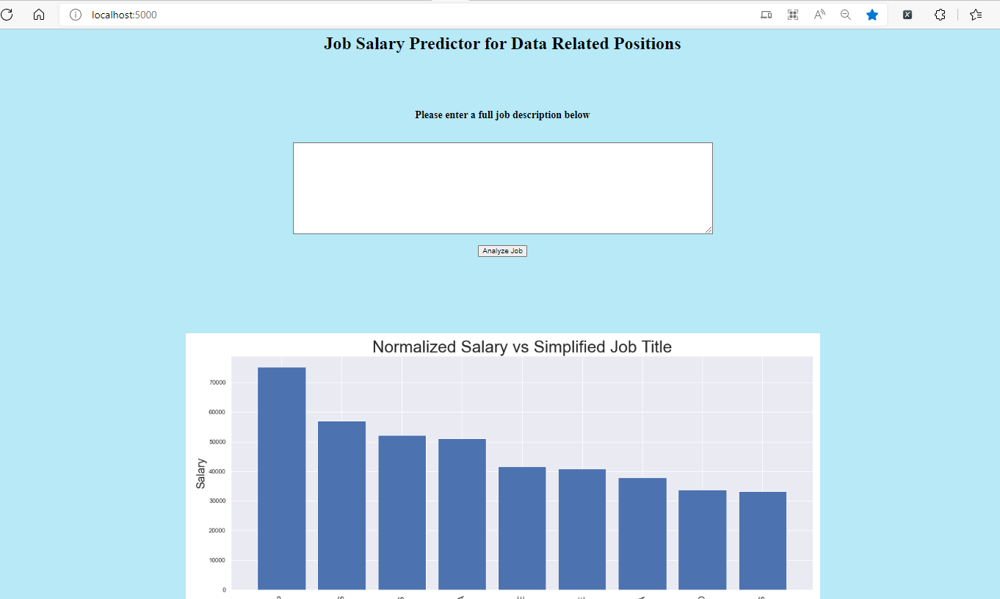 localhost:5000
Job Salary Predictor for Data Related Positions
Please enter a full job description below
Analyze Job
Normalized Salary vs Simplified Job Title
Salary
70000
60000
50000
40000
30000
20000
10000
0